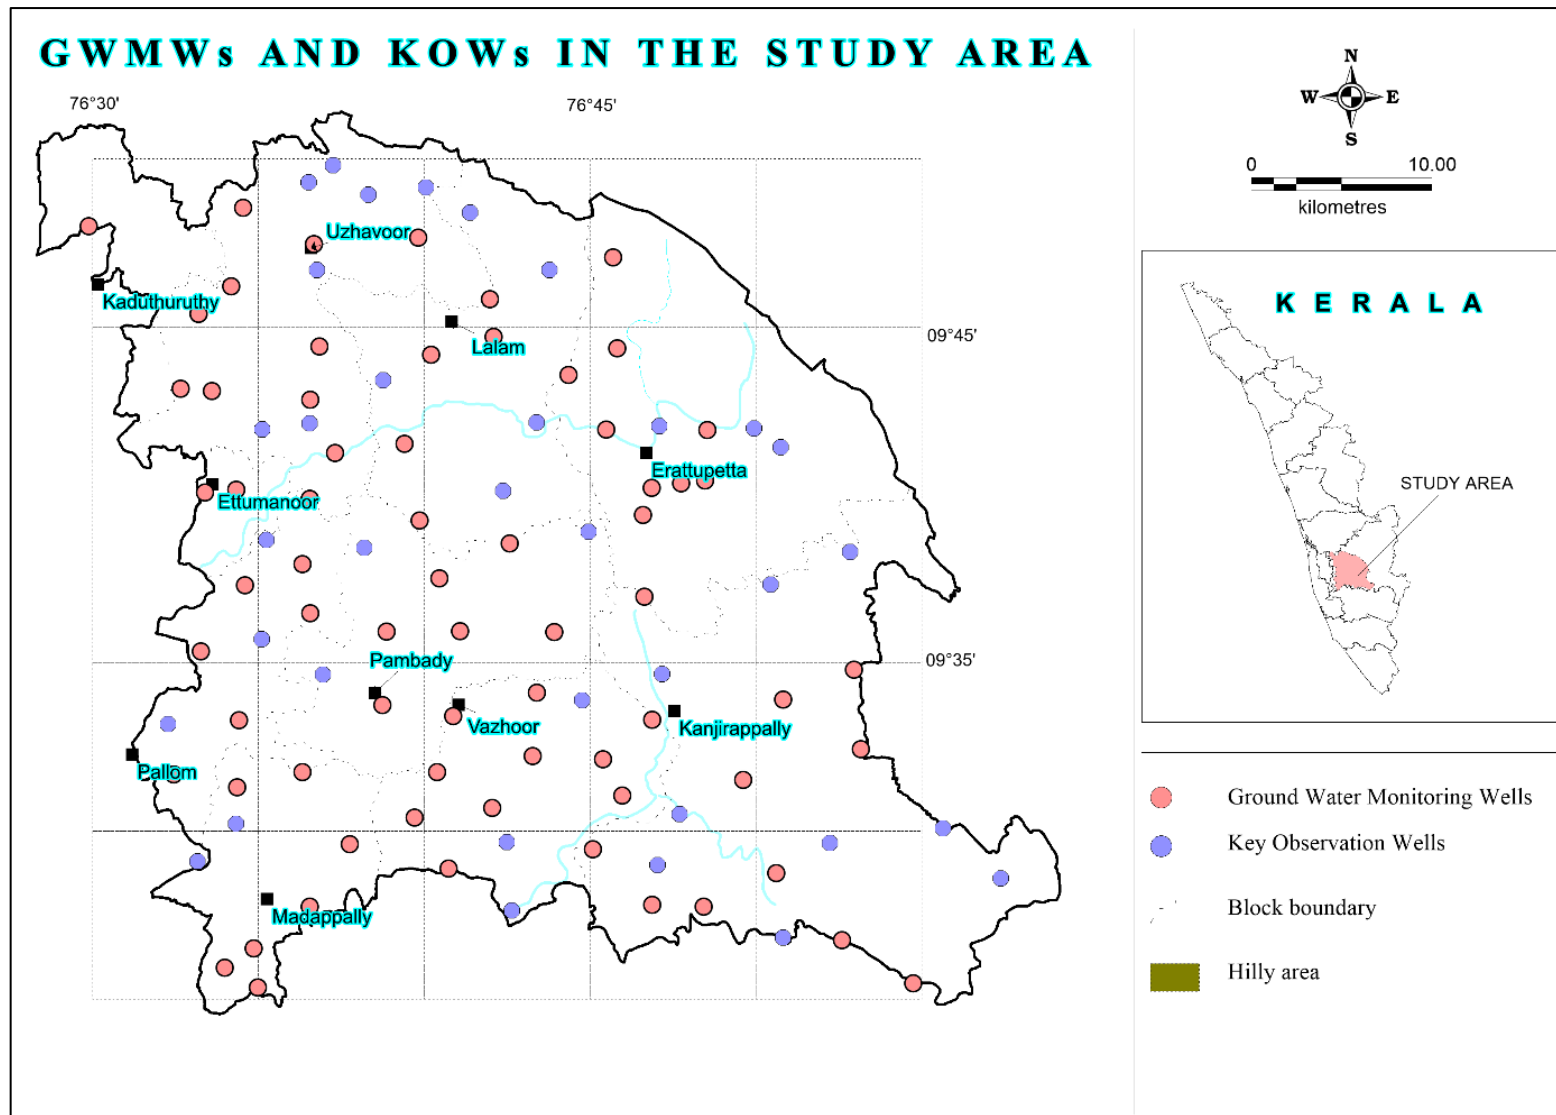 GWMWs AND KOWs IN THE STUDY AREA
76°30'
76°45'
N
W E
S
0 10.00
kilometres
Uzhavoor
Kaduthuruthy
Lalam
09°45'
KERALA
Erattupetta
Ettumanoor
STUDY AREA
Pambady
09°35'
Vazhoor
Kanjirappally
Pallom
Madappally
Ground Water Monitoring Wells
Key Observation Wells
Block boundary
Hilly area